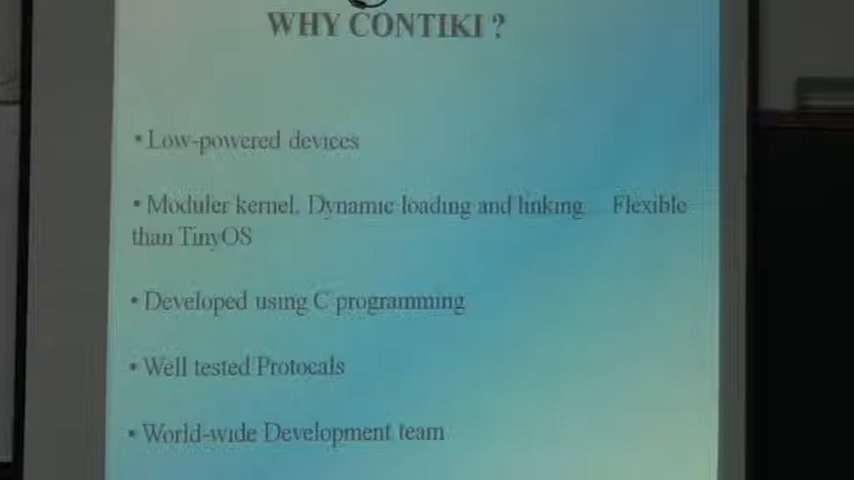 WHY CONTIKI ?
• Low-powered devices
• Moduler kernel, Dynamic loading and linking Flexible
than TinyOS
• Developed using C programming
• Well tested Protocals
• World-wide Development team